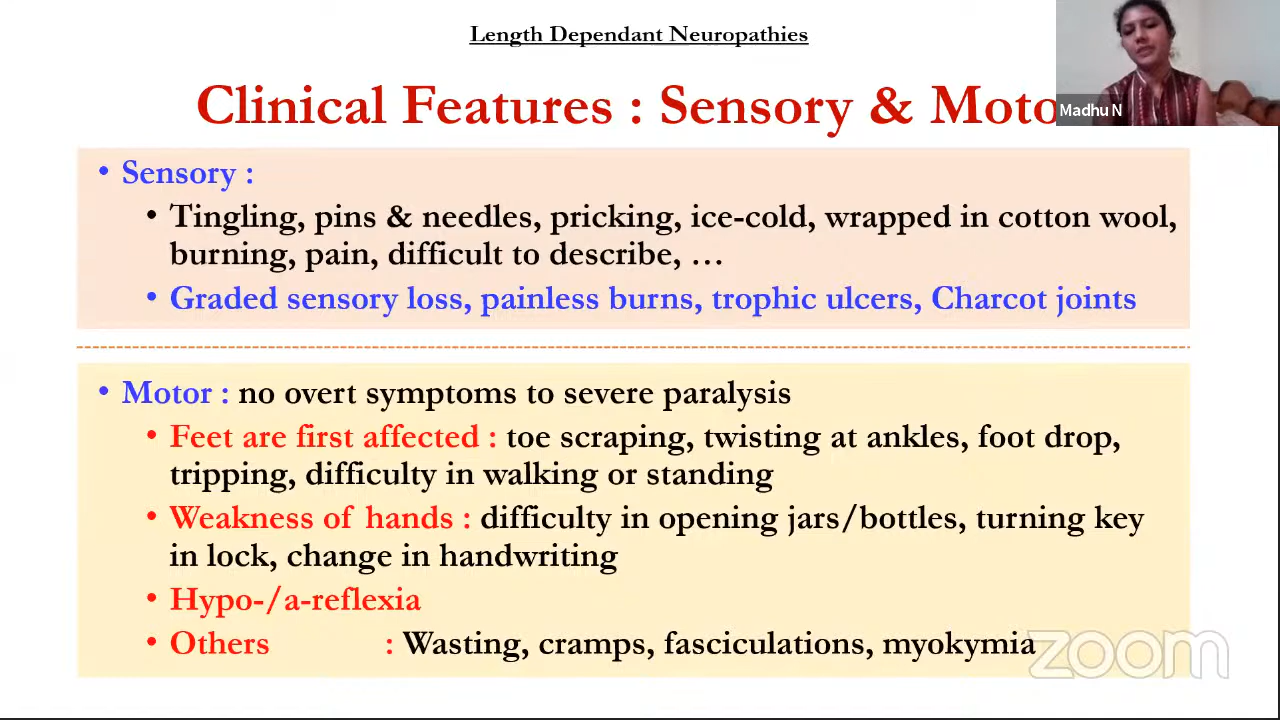 Length Dependant Neuropathies
Clinical Features : Sensory & Moto
Madhu N
• Sensory :
• Tingling, pins & needles, pricking, ice-cold, wrapped in cotton wool,
burning, pain, difficult to describe, …
• Graded sensory loss, painless burns, trophic ulcers, Charcot joints
• Motor : no overt symptoms to severe paralysis
• Feet are first affected : toe scraping, twisting at ankles, foot drop,
tripping, difficulty in walking or standing
• Weakness of hands : difficulty in opening jars/bottles, turning key
in lock, change in handwriting
• Hypo-/a-reflexia
• Others : Wasting, cramps, fasciculations, myokymia
zoom